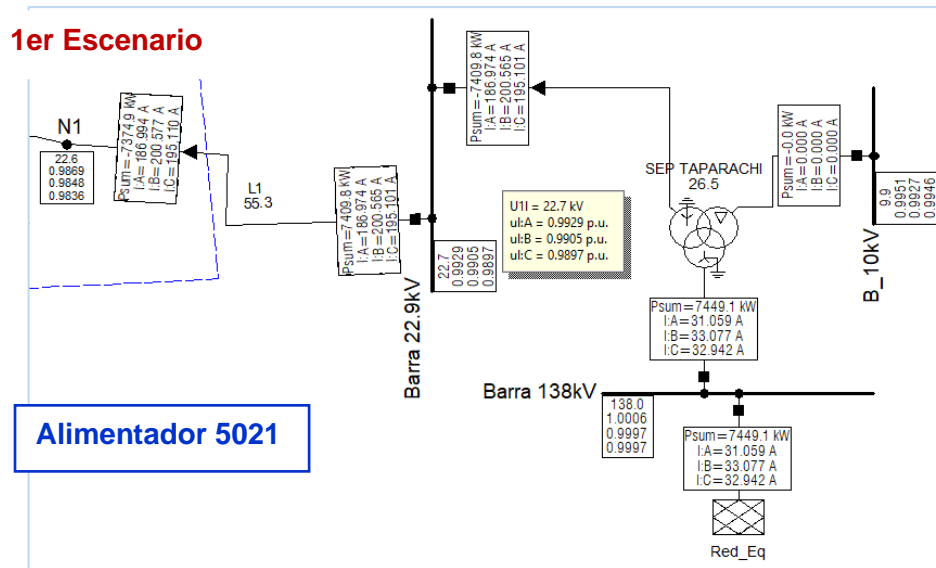 1er Escenario
N1
22.6
0.9869
0.9848
0.9836
Psum=-7374.9 kW
I:A=186.994 A
I:B=200.577 A
I:C=195.110 A
L1
55.3
Psum=7409.8 kW
I:A=186.974 A
I:B=200.565 A
I:C=195.101 A
Psum=-7409.8 kW
I:A=186.974 A
I:B=200.565 A
I:C=195.101 A
22.7
0.9929
0.9905
0.9897
Barra 22.9kV
U1l = 22.7 kV
ul:A = 0.9929 p.u.
ul:B = 0.9905 p.u.
ul:C = 0.9897 p.u.
SEP TAPARACHI
26.5
Psum=-0.0 kW
I:A=0.000 A
I:B=0.000 A
I:C=0.000 A
9.9
0.9951
0.9927
0.9946
B_10kV
Psum=7449.1 kW
I:A=31.059 A
I:B=33.077 A
I:C=32.942 A
Barra 138kV
138.0
1.0006
0.9997
0.9997
Psum=7449.1 kW
I:A=31.059 A
I:B=33.077 A
I:C=32.942 A
Red_Eq
Alimentador 5021